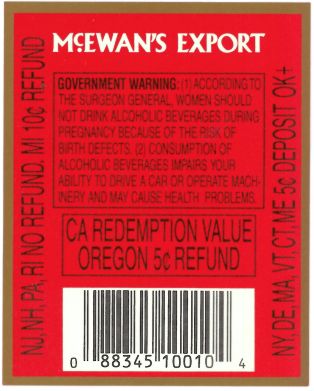 McEWAN'S EXPORT
GOVERNMENT WARNING: (1) ACCORDING TO
THE SURGEON GENERAL, WOMEN SHOULD
NOT DRINK ALCOHOLIC BEVERAGES DURING
PREGNANCY BECAUSE OF THE RISK OF
BIRTH DEFECTS. (2) CONSUMPTION OF
ALCOHOLIC BEVERAGES IMPAIRS YOUR
ABILITY TO DRIVE A CAR OR OPERATE MACH-
INERY AND MAY CAUSE HEALTH PROBLEMS.
CA REDEMPTION VALUE
OREGON 5¢ REFUND
NJ, NH, PA, RI NO REFUND. MI 10¢ REFUND
NY, DE, MA, VT, CT, ME 5¢ DEPOSIT OK+
0 88345 10010 4